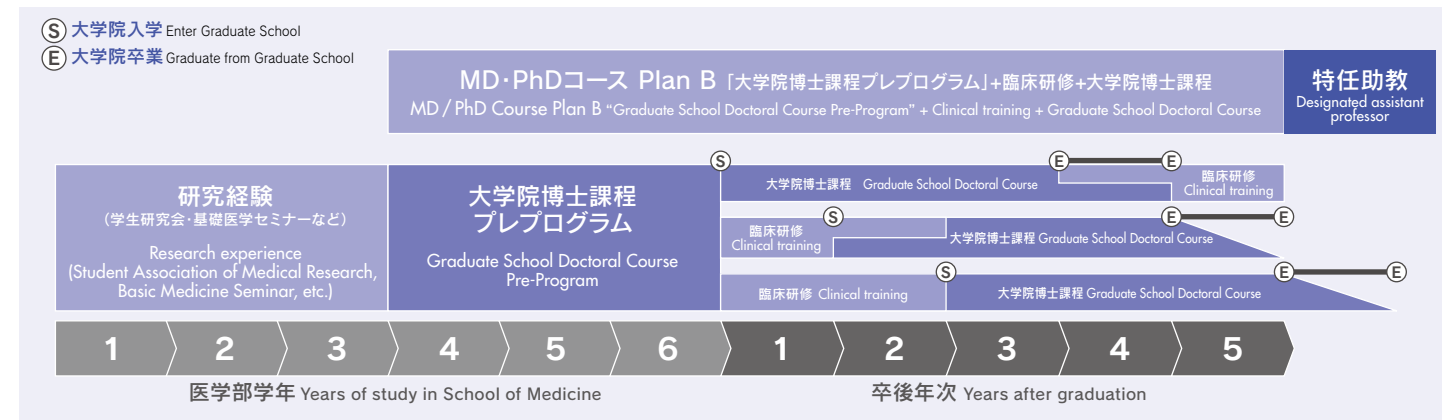 Ⓢ 大学院入学 Enter Graduate School
Ⓔ 大学院卒業 Graduate from Graduate School
MD・PhDコース Plan B 「大学院博士課程プレプログラム」+臨床研修+大学院博士課程
MD / PhD Course Plan B “Graduate School Doctoral Course Pre-Program” + Clinical training + Graduate School Doctoral Course
特任助教
Designated assistant
professor
研究経験
(学生研究会・基礎医学セミナーなど)
Research experience
(Student Association of Medical Research,
Basic Medicine Seminar, etc.)
大学院博士課程
プレプログラム
Graduate School Doctoral Course
Pre-Program
Ⓢ Ⓔ Ⓔ
大学院博士課程 Graduate School Doctoral Course
臨床研修
Clinical training
Ⓢ Ⓔ Ⓔ
臨床研修
Clinical training
大学院博士課程 Graduate School Doctoral Course
Ⓢ Ⓔ Ⓔ
臨床研修 Clinical training
大学院博士課程 Graduate School Doctoral Course
1 2 3 4 5 6 1 2 3 4 5
医学部学年 Years of study in School of Medicine
卒後年次 Years after graduation